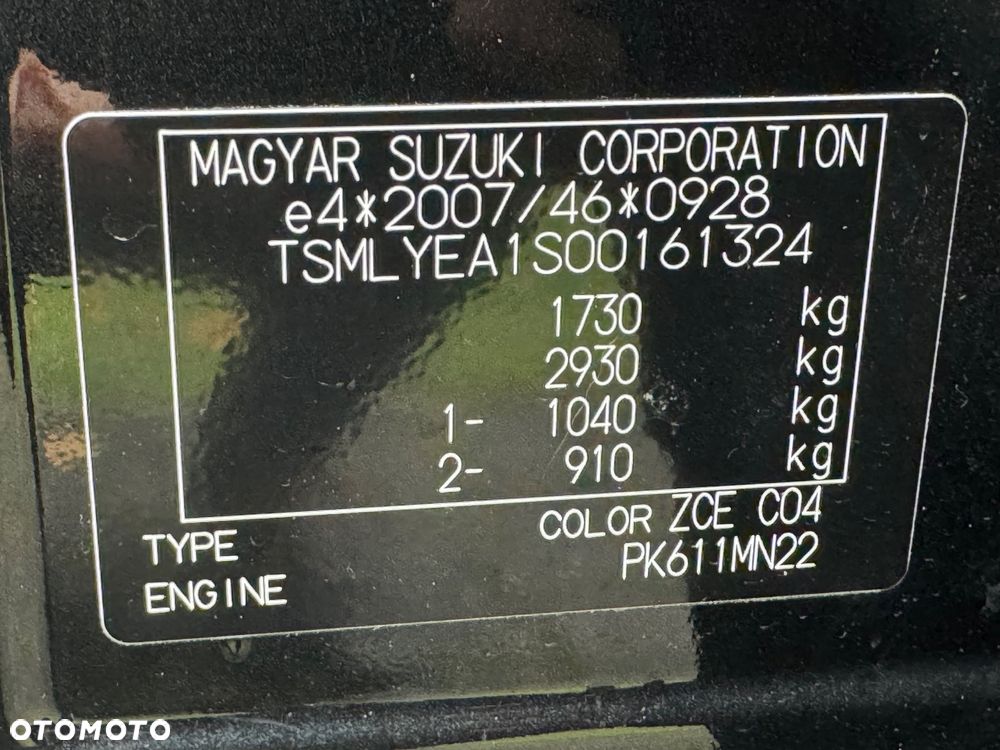 MAGYAR SUZUKI CORPORATION
e4*2007/46*0928
TSMLYEA1S00161324
1730 kg
2930 kg
1- 1040 kg
2- 910 kg
COLOR ZCE C04
TYPE PK611MN22
ENGINE
OTOMOTO